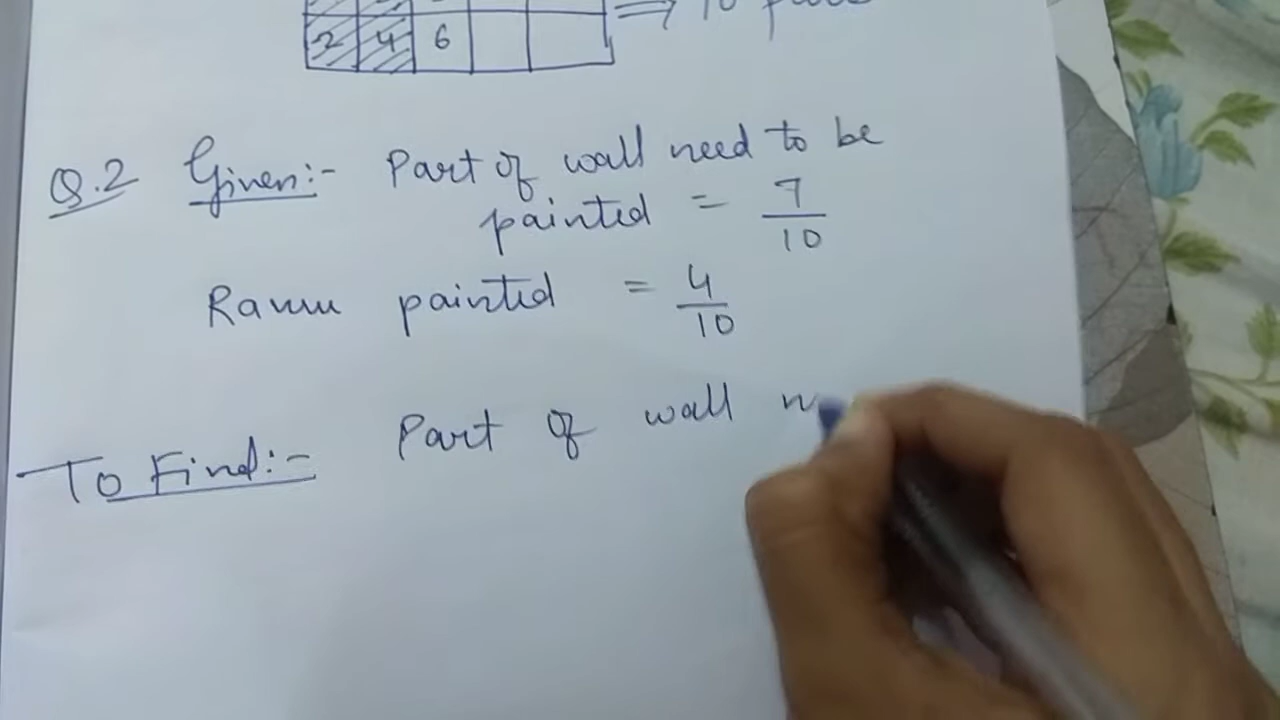 ⇒ 10
2 4 6
Q.2 Given:- Part of wall need to be
painted = 7/10
Ramu painted = 4/10
To Find:- Part of wall